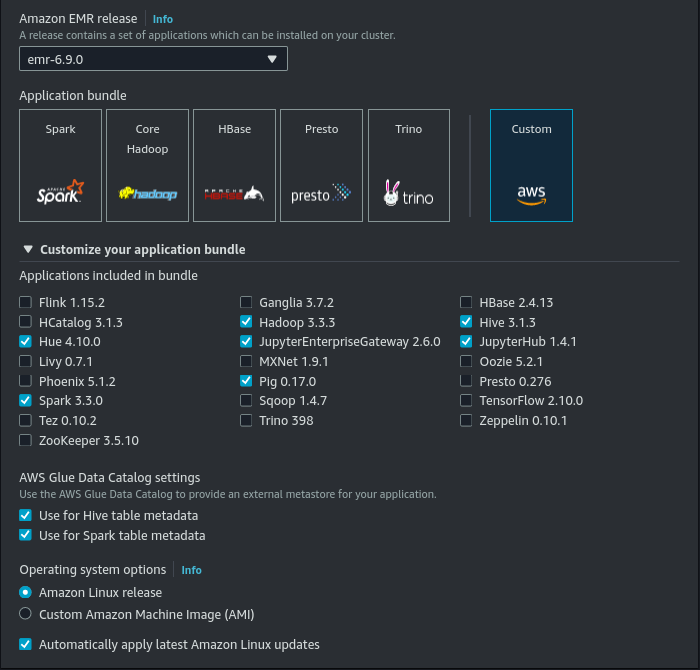 Amazon EMR release Info
A release contains a set of applications which can be installed on your cluster.
emr-6.9.0
Application bundle
Spark
APACHE
Spark
Core
Hadoop
hadoop
HBase
APACHE
HBASE
Presto
presto
Trino
trino
Custom
aws
Customize your application bundle
Applications included in bundle
Flink 1.15.2 Ganglia 3.7.2 HBase 2.4.13
HCatalog 3.1.3 Hadoop 3.3.3 Hive 3.1.3
Hue 4.10.0 JupyterEnterpriseGateway 2.6.0 JupyterHub 1.4.1
Livy 0.7.1 MXNet 1.9.1 Oozie 5.2.1
Phoenix 5.1.2 Pig 0.17.0 Presto 0.276
Spark 3.3.0 Sqoop 1.4.7 TensorFlow 2.10.0
Tez 0.10.2 Trino 398 Zeppelin 0.10.1
ZooKeeper 3.5.10
AWS Glue Data Catalog settings
Use the AWS Glue Data Catalog to provide an external metastore for your application.
Use for Hive table metadata
Use for Spark table metadata
Operating system options Info
Amazon Linux release
Custom Amazon Machine Image (AMI)
Automatically apply latest Amazon Linux updates